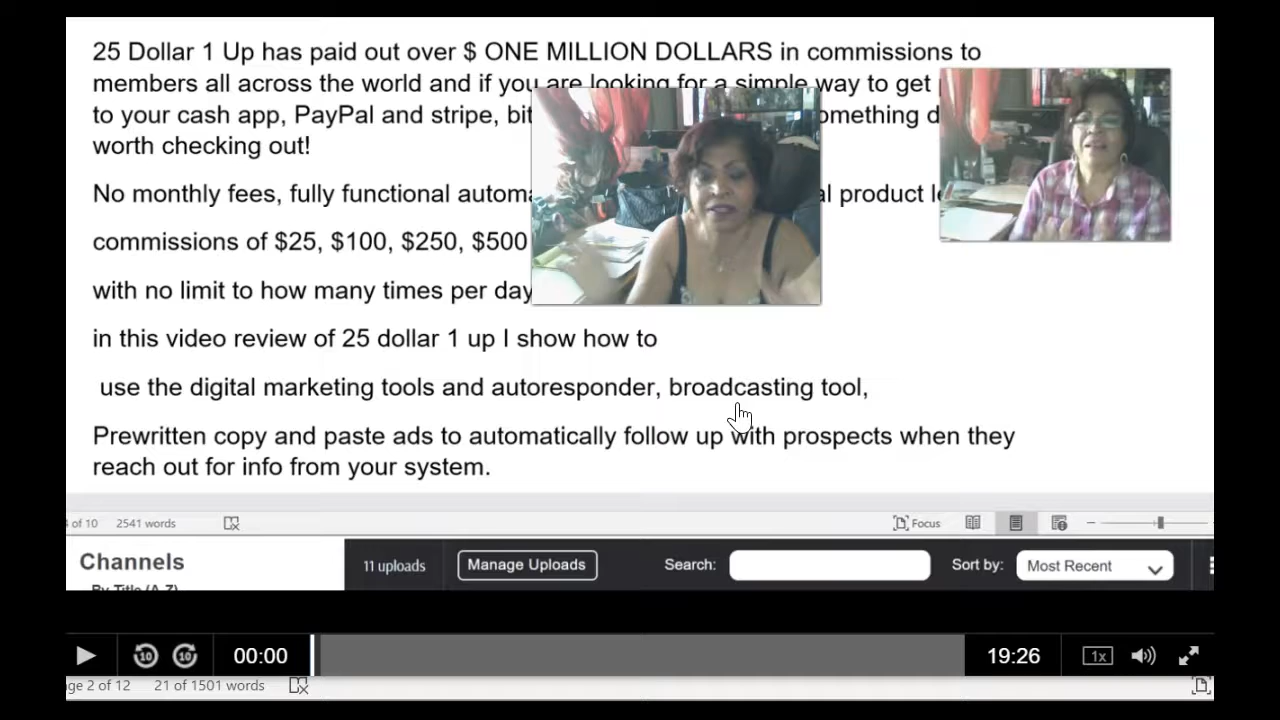 25 Dollar 1 Up has paid out over $ ONE MILLION DOLLARS in commissions to
members all across the world and if you are looking for a simple way to get
to your cash app, PayPal and stripe,
worth checking out!
No monthly fees, fully functional product
commissions of $25, $100, $250, $500
with no limit to how many times per day
in this video review of 25 dollar 1 up I show how to
use the digital marketing tools and autoresponder, broadcasting tool,
Prewritten copy and paste ads to automatically follow up with prospects when they
reach out for info from your system.
of 10 2541 words Focus
Channels
By Title (A-Z)
11 uploads Manage Uploads Search: Sort by: Most Recent
10 10 00:00 19:26 1x
2 of 12 21 of 1501 words